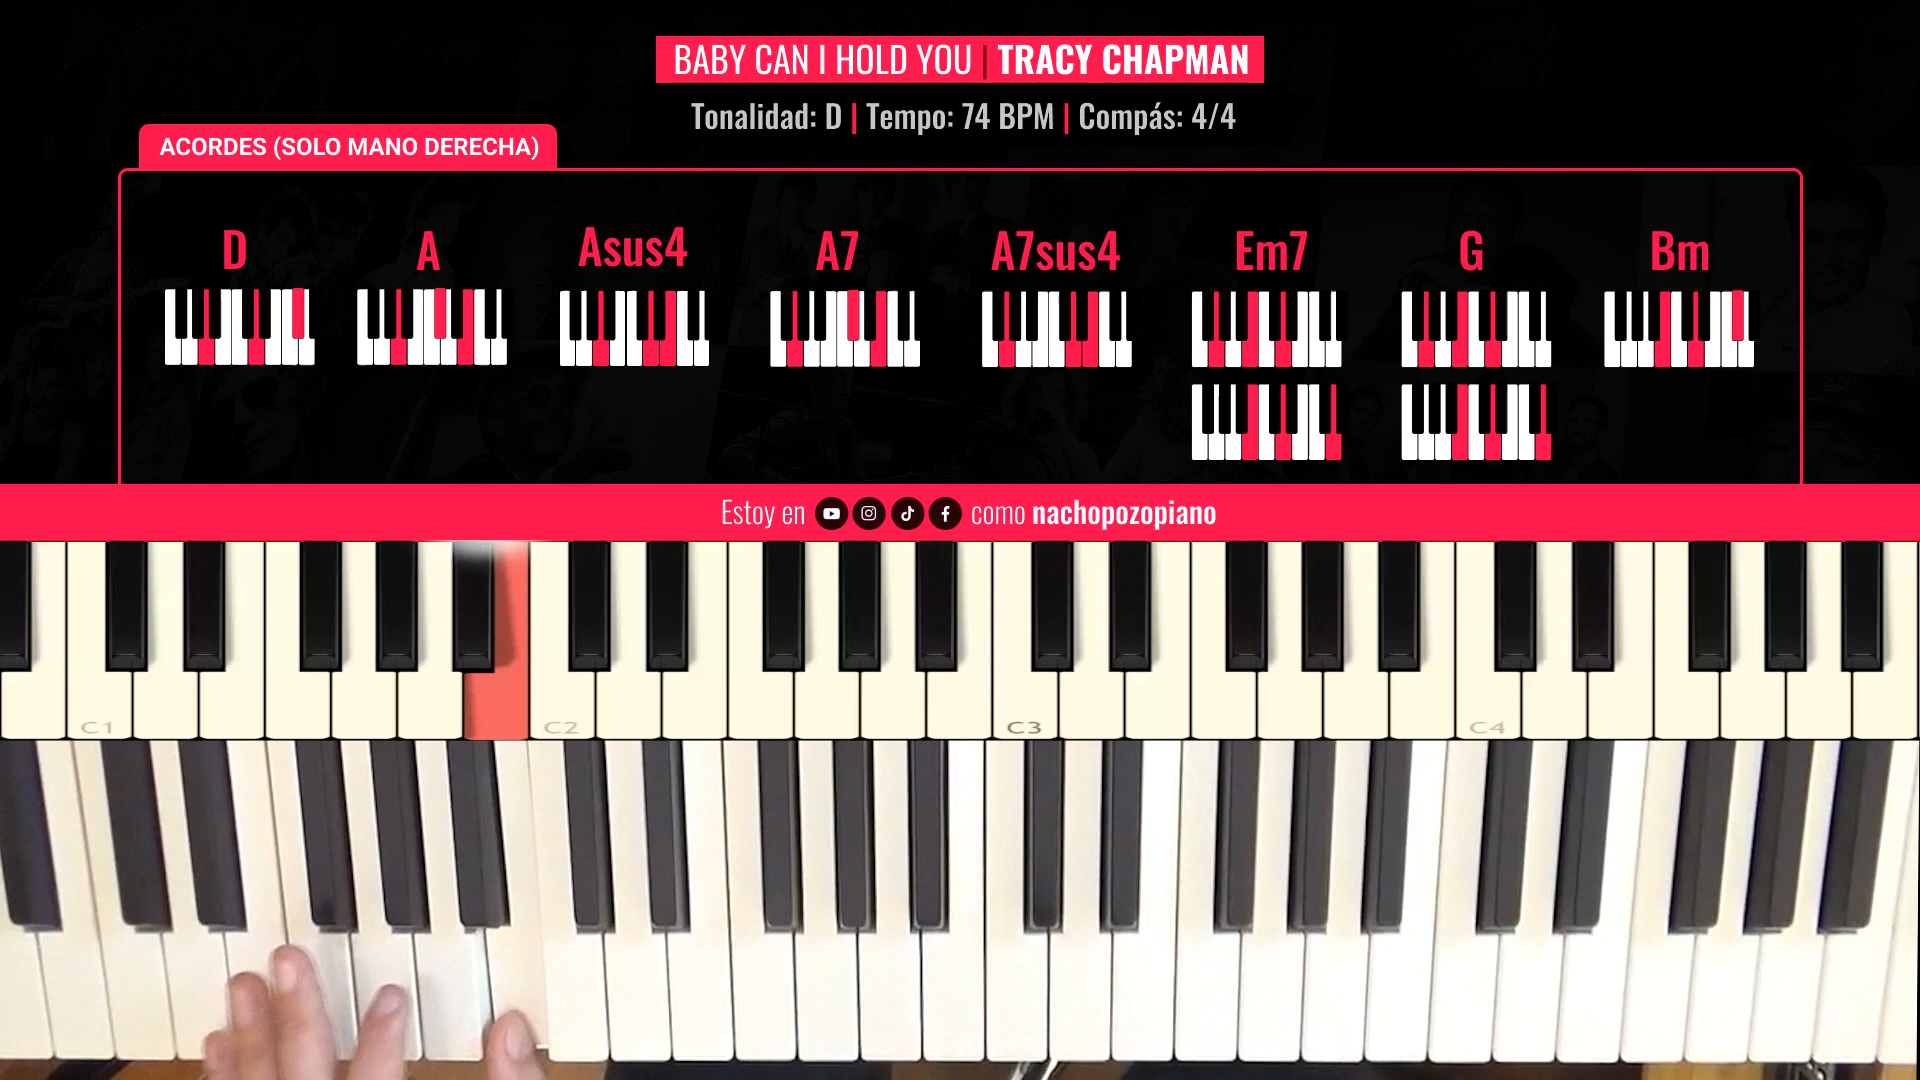 BABY CAN I HOLD YOU | TRACY CHAPMAN
Tonalidad: D | Tempo: 74 BPM | Compás: 4/4
ACORDES (SOLO MANO DERECHA)
D A Asus4 A7 A7sus4 Em7 G Bm
Estoy en como nachopozopiano
C1 C2 C3 C4